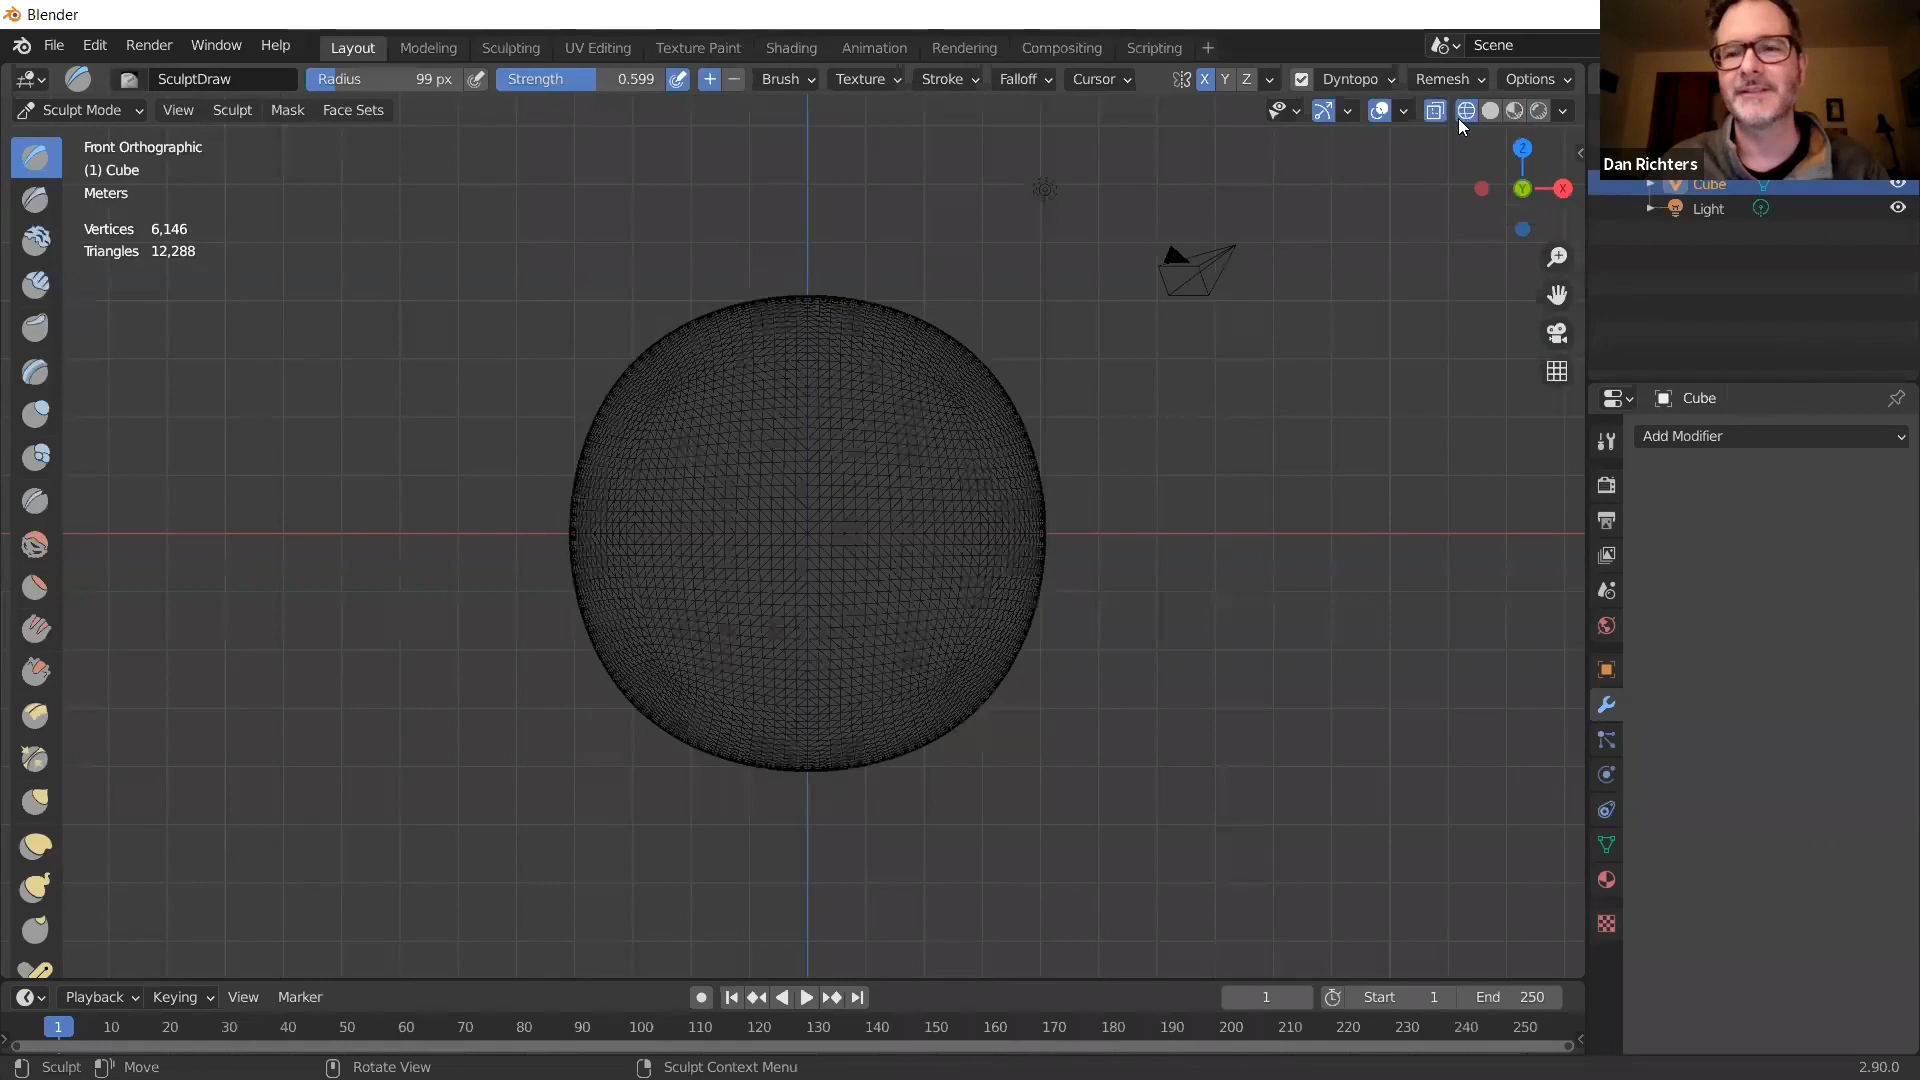 Blender
File Edit Render Window Help Layout Modeling Sculpting UV Editing Texture Paint Shading Animation Rendering Compositing Scripting + Scene
SculptDraw Radius 99 px Strength 0.599 + − Brush Texture Stroke Falloff Cursor X Y Z Dyntopo Remesh Options
Sculpt Mode View Sculpt Mask Face Sets
Front Orthographic
(1) Cube
Meters
Vertices 6,146
Triangles 12,288
Z
Y
X
Dan Richters
Cube
Light
Cube
Add Modifier
Playback Keying View Marker 1 Start 1 End 250
1 10 20 30 40 50 60 70 80 90 100 110 120 130 140 150 160 170 180 190 200 210 220 230 240 250
Sculpt Move Rotate View Sculpt Context Menu 2.90.0